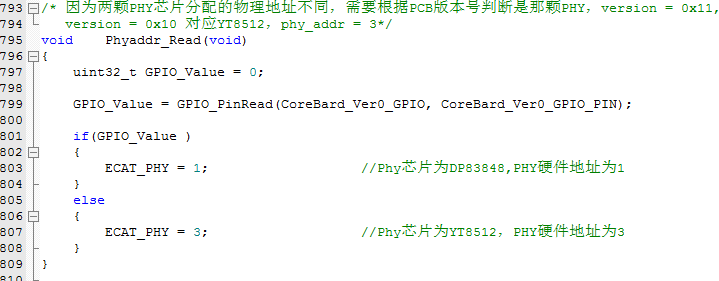 793 /* 因为两颗PHY芯片分配的物理地址不同，需要根据PCB版本号判断是那颗PHY，version = 0x11,
794 version = 0x10 对应YT8512，phy_addr = 3*/
795 void    Phyaddr_Read(void)
796 {
797     uint32_t GPIO_Value = 0;
798
799     GPIO_Value = GPIO_PinRead(CoreBard_Ver0_GPIO, CoreBard_Ver0_GPIO_PIN);
800
801     if(GPIO_Value )
802     {
803         ECAT_PHY = 1;                   //Phy芯片为DP83848,PHY硬件地址为1
804     }
805     else
806     {
807         ECAT_PHY = 3;                   //Phy芯片为YT8512，PHY硬件地址为3
808     }
809 }